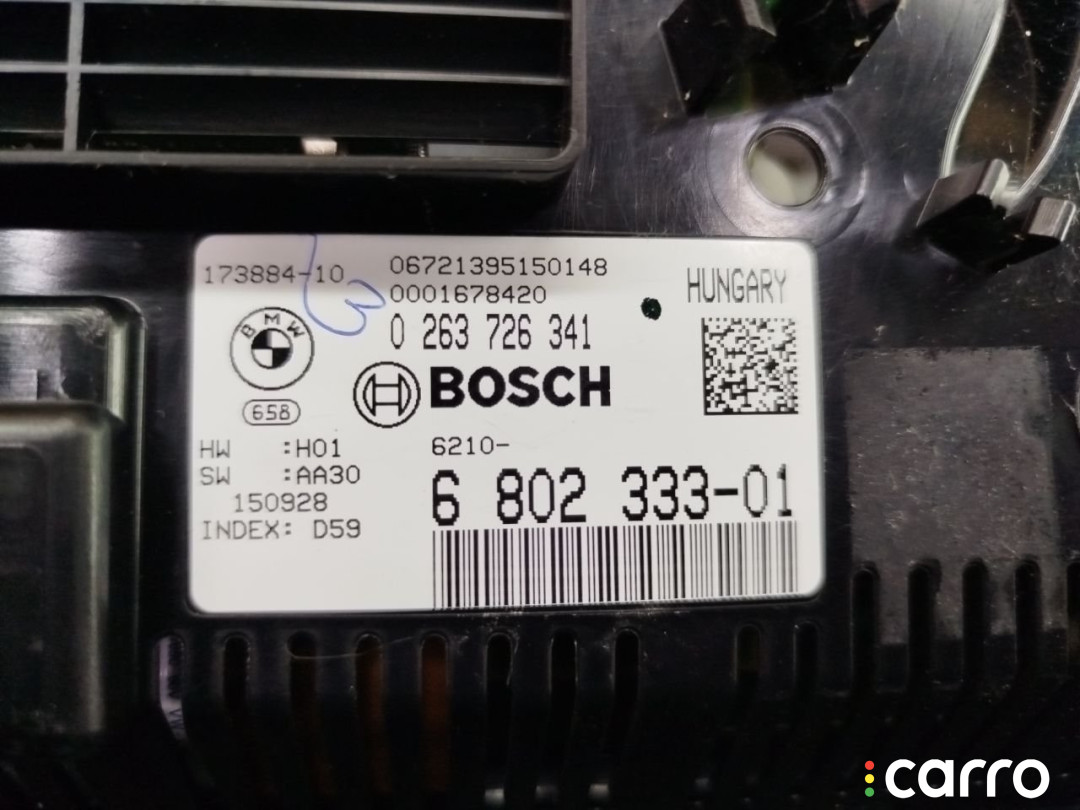 173884-10
06721395150148
0001678420
HUNGARY
0 263 726 341
BMW
BOSCH
658
HW :H01
6210-
SW :AA30
150928
6 802 333-01
INDEX: D59
carro